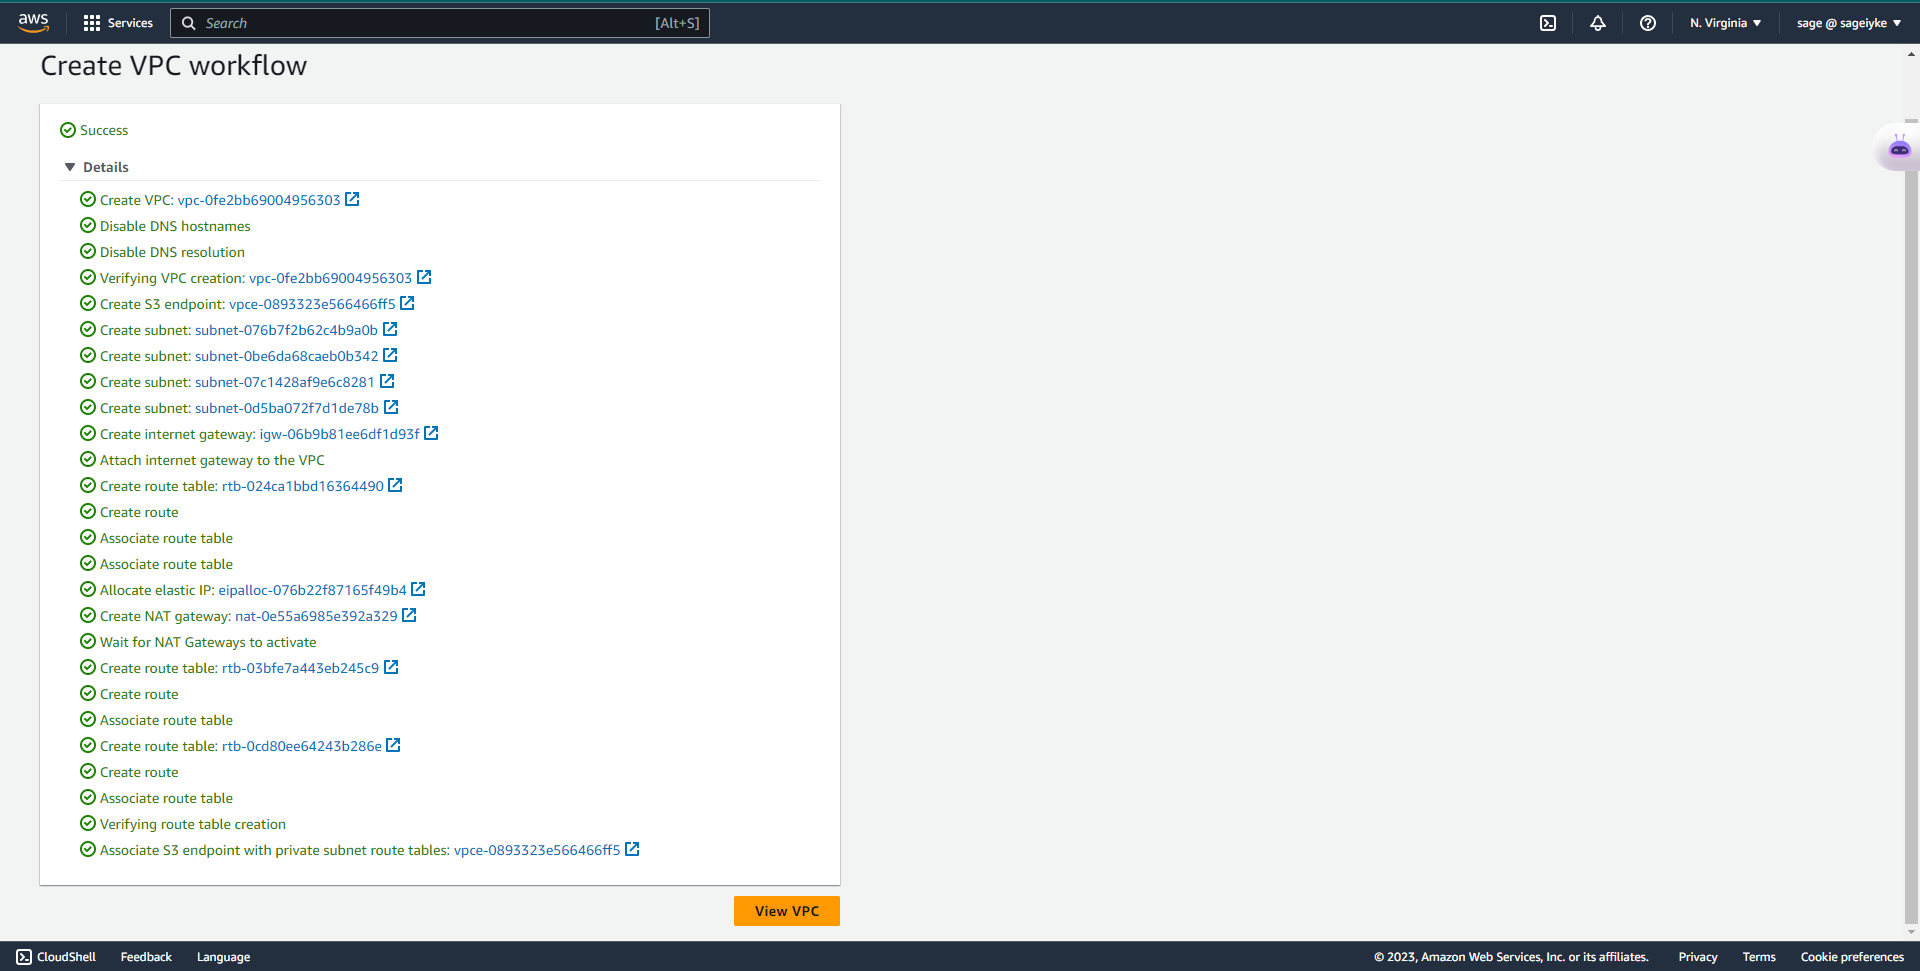 aws Services Search [Alt+S] N. Virginia sage @ sageiyke
Create VPC workflow
Success
Details
Create VPC: vpc-0fe2bb69004956303
Disable DNS hostnames
Disable DNS resolution
Verifying VPC creation: vpc-0fe2bb69004956303
Create S3 endpoint: vpce-0893323e566466ff5
Create subnet: subnet-076b7f2b62c4b9a0b
Create subnet: subnet-0be6da68caeb0b342
Create subnet: subnet-07c1428af9e6c8281
Create subnet: subnet-0d5ba072f7d1de78b
Create internet gateway: igw-06b9b81ee6df1d93f
Attach internet gateway to the VPC
Create route table: rtb-024ca1bbd16364490
Create route
Associate route table
Associate route table
Allocate elastic IP: eipalloc-076b22f87165f49b4
Create NAT gateway: nat-0e55a6985e392a329
Wait for NAT Gateways to activate
Create route table: rtb-03bfe7a443eb245c9
Create route
Associate route table
Create route table: rtb-0cd80ee64243b286e
Create route
Associate route table
Verifying route table creation
Associate S3 endpoint with private subnet route tables: vpce-0893323e566466ff5
View VPC
CloudShell Feedback Language © 2023, Amazon Web Services, Inc. or its affiliates. Privacy Terms Cookie preferences